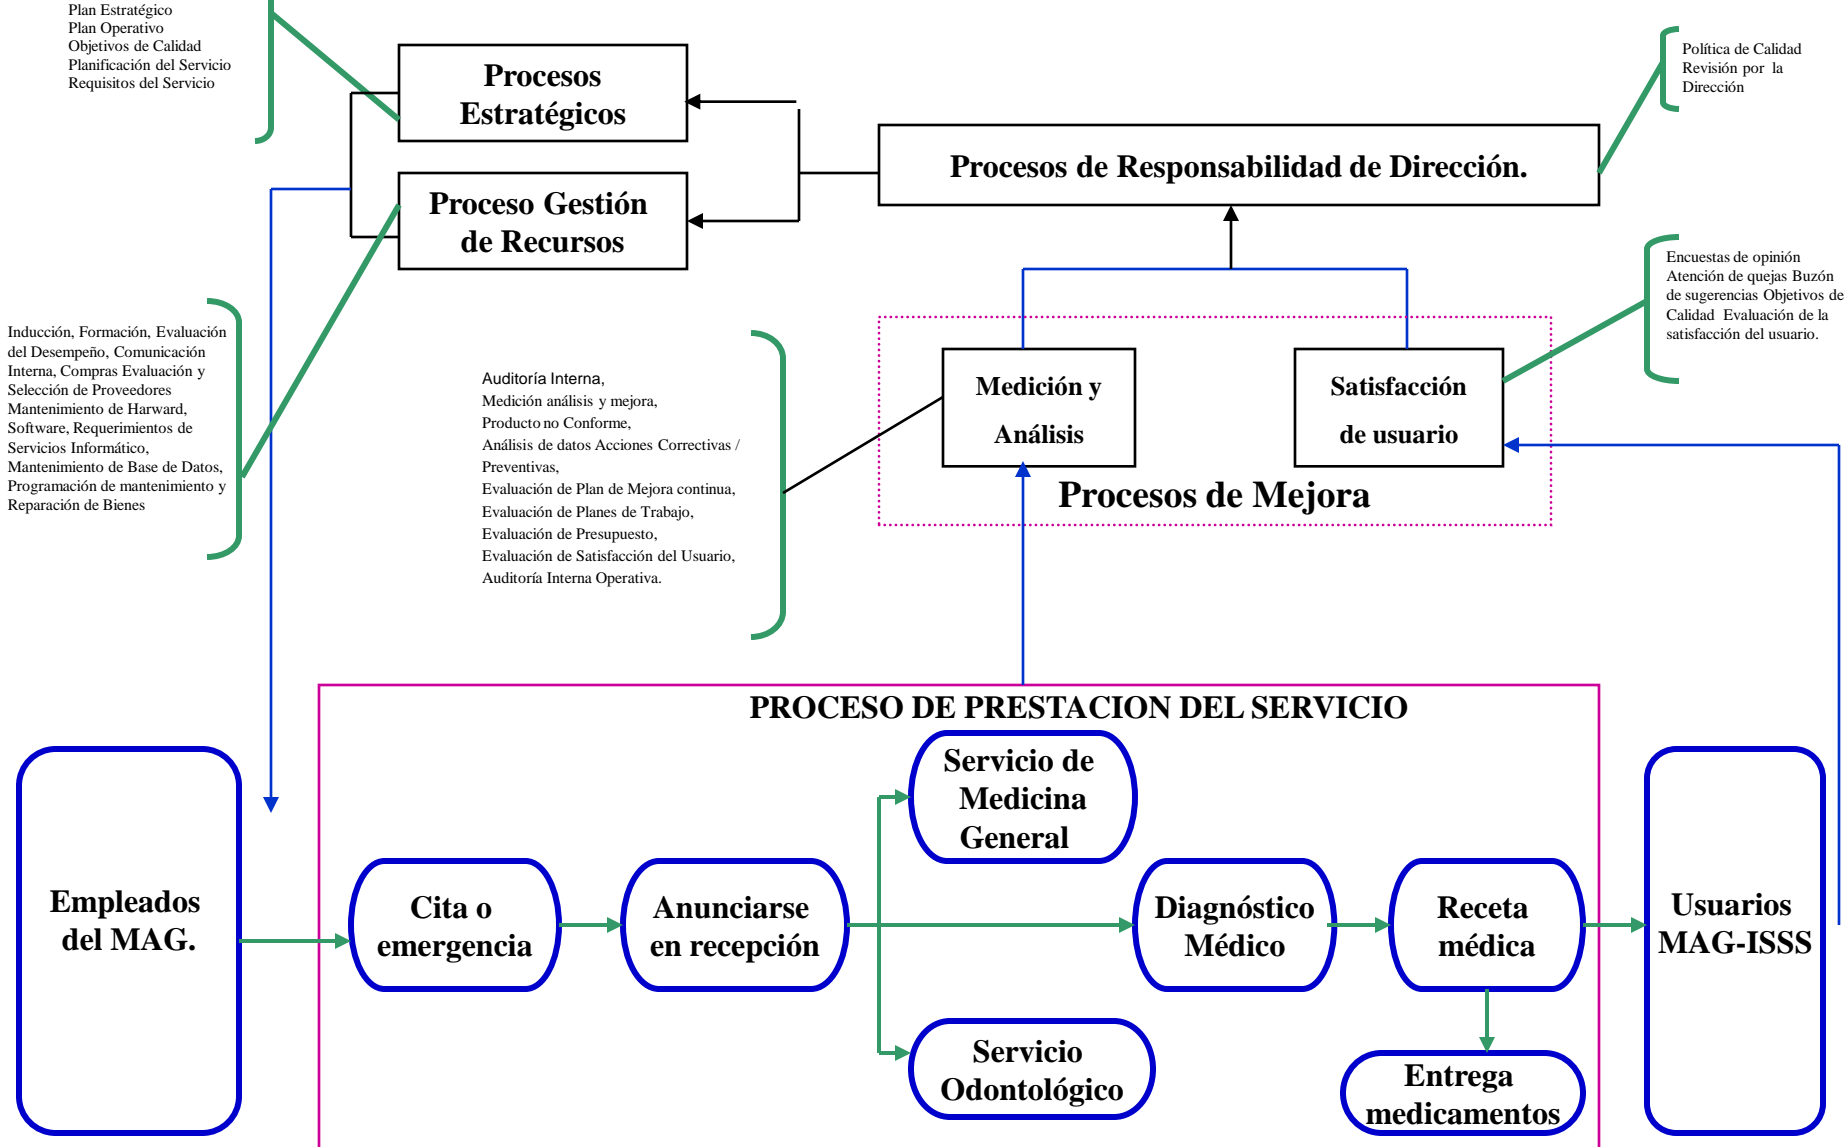 Plan Estratégico
Plan Operativo
Objetivos de Calidad
Planificación del Servicio
Requisitos del Servicio
Procesos
Estratégicos
Política de Calidad
Revisión por la
Dirección
Procesos de Responsabilidad de Dirección.
Proceso Gestión
de Recursos
Encuestas de opinión
Atención de quejas Buzón
de sugerencias Objetivos de
Calidad Evaluación de la
satisfacción del usuario.
Inducción, Formación, Evaluación
del Desempeño, Comunicación
Interna, Compras Evaluación y
Selección de Proveedores
Mantenimiento de Harward,
Software, Requerimientos de
Servicios Informático,
Mantenimiento de Base de Datos,
Programación de mantenimiento y
Reparación de Bienes
Auditoría Interna,
Medición análisis y mejora,
Producto no Conforme,
Análisis de datos Acciones Correctivas /
Preventivas,
Evaluación de Plan de Mejora continua,
Evaluación de Planes de Trabajo,
Evaluación de Presupuesto,
Evaluación de Satisfacción del Usuario,
Auditoría Interna Operativa.
Medición y
Análisis
Satisfacción
de usuario
Procesos de Mejora
PROCESO DE PRESTACION DEL SERVICIO
Servicio de
Medicina
General
Empleados
del MAG.
Cita o
emergencia
Anunciarse
en recepción
Diagnóstico
Médico
Receta
médica
Usuarios
MAG-ISSS
Servicio
Odontológico
Entrega
medicamentos